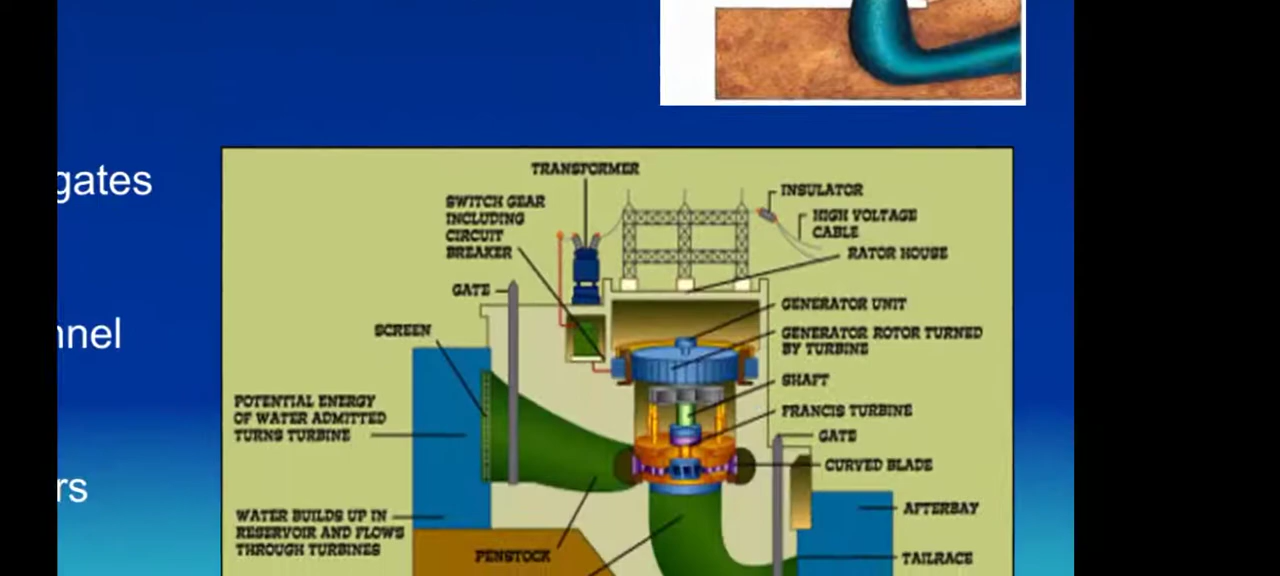 gates
nnel
rs
TRANSFORMER
SWITCH GEAR
INCLUDING
CIRCUIT
BREAKER
INSULATOR
HIGH VOLTAGE
CABLE
RATOR HOUSE
GATE
SCREEN
GENERATOR UNIT
GENERATOR ROTOR TURNED
BY TURBINE
SHAFT
POTENTIAL ENERGY
OF WATER ADMITTED
TURNS TURBINE
FRANCIS TURBINE
GATE
CURVED BLADE
AFTERBAY
WATER BUILDS UP IN
RESERVOIR AND FLOWS
THROUGH TURBINES
PENSTOCK
TAILRACE